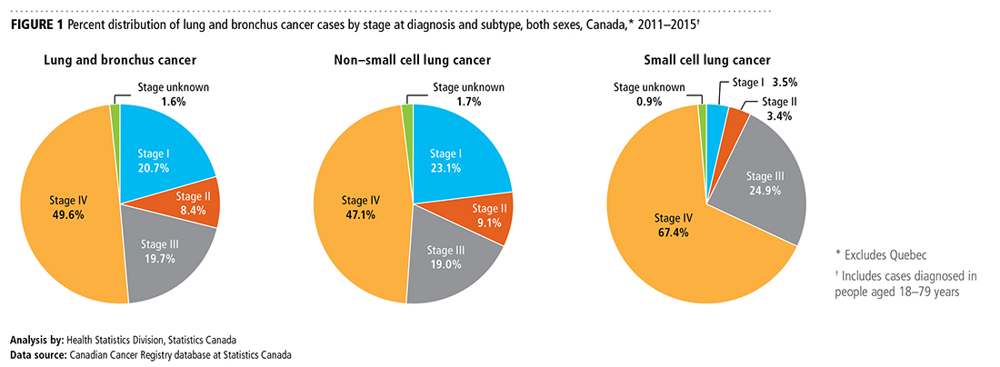 FIGURE 1 Percent distribution of lung and bronchus cancer cases by stage at diagnosis and subtype, both sexes, Canada,* 2011–2015†
Lung and bronchus cancer
Stage unknown
1.6%
Stage I
20.7%
Stage II
8.4%
Stage III
19.7%
Stage IV
49.6%
Non–small cell lung cancer
Stage unknown
1.7%
Stage I
23.1%
Stage II
9.1%
Stage III
19.0%
Stage IV
47.1%
Small cell lung cancer
Stage unknown
0.9%
Stage I 3.5%
Stage II
3.4%
Stage III
24.9%
Stage IV
67.4%
* Excludes Quebec
† Includes cases diagnosed in
people aged 18–79 years
Analysis by: Health Statistics Division, Statistics Canada
Data source: Canadian Cancer Registry database at Statistics Canada